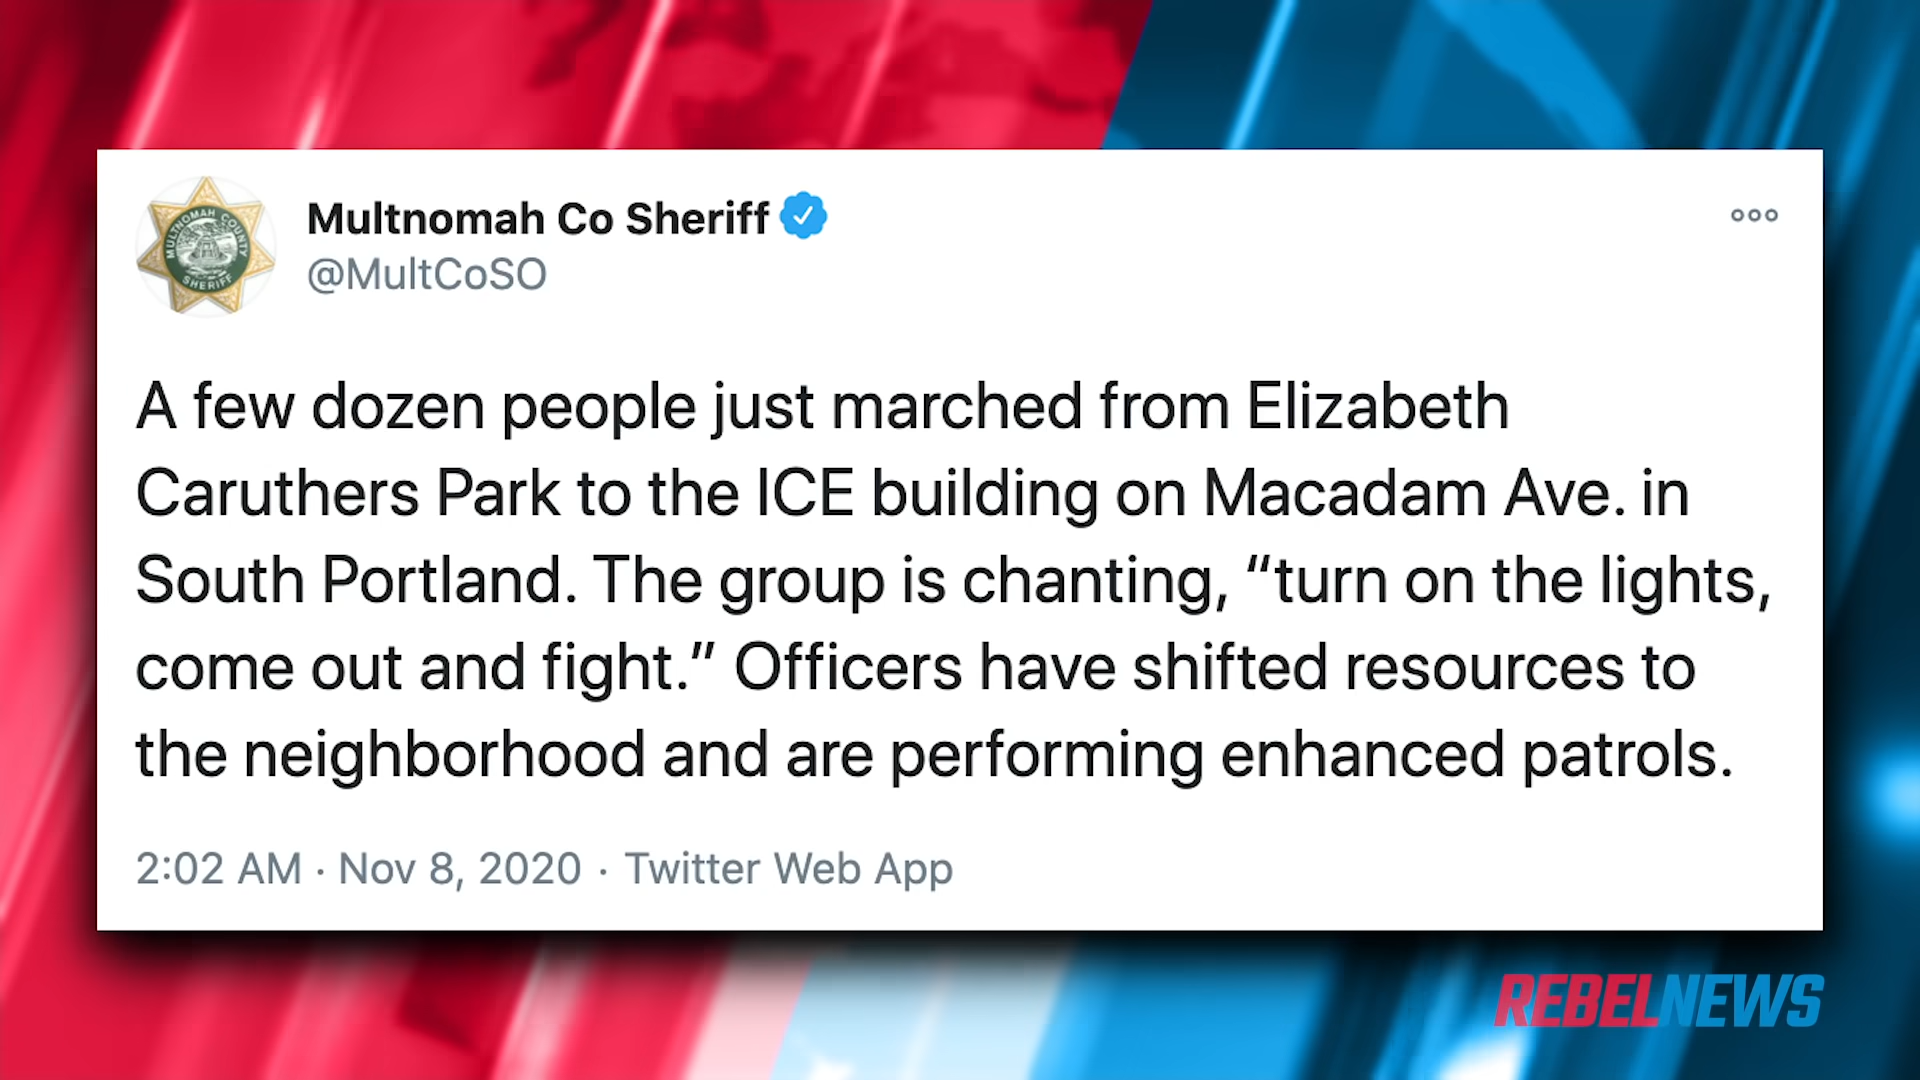 MULTNOMAH COUNTY
SHERIFF
Multnomah Co Sheriff
@MultCoSO
A few dozen people just marched from Elizabeth
Caruthers Park to the ICE building on Macadam Ave. in
South Portland. The group is chanting, “turn on the lights,
come out and fight.” Officers have shifted resources to
the neighborhood and are performing enhanced patrols.
2:02 AM · Nov 8, 2020 · Twitter Web App
REBELNEWS